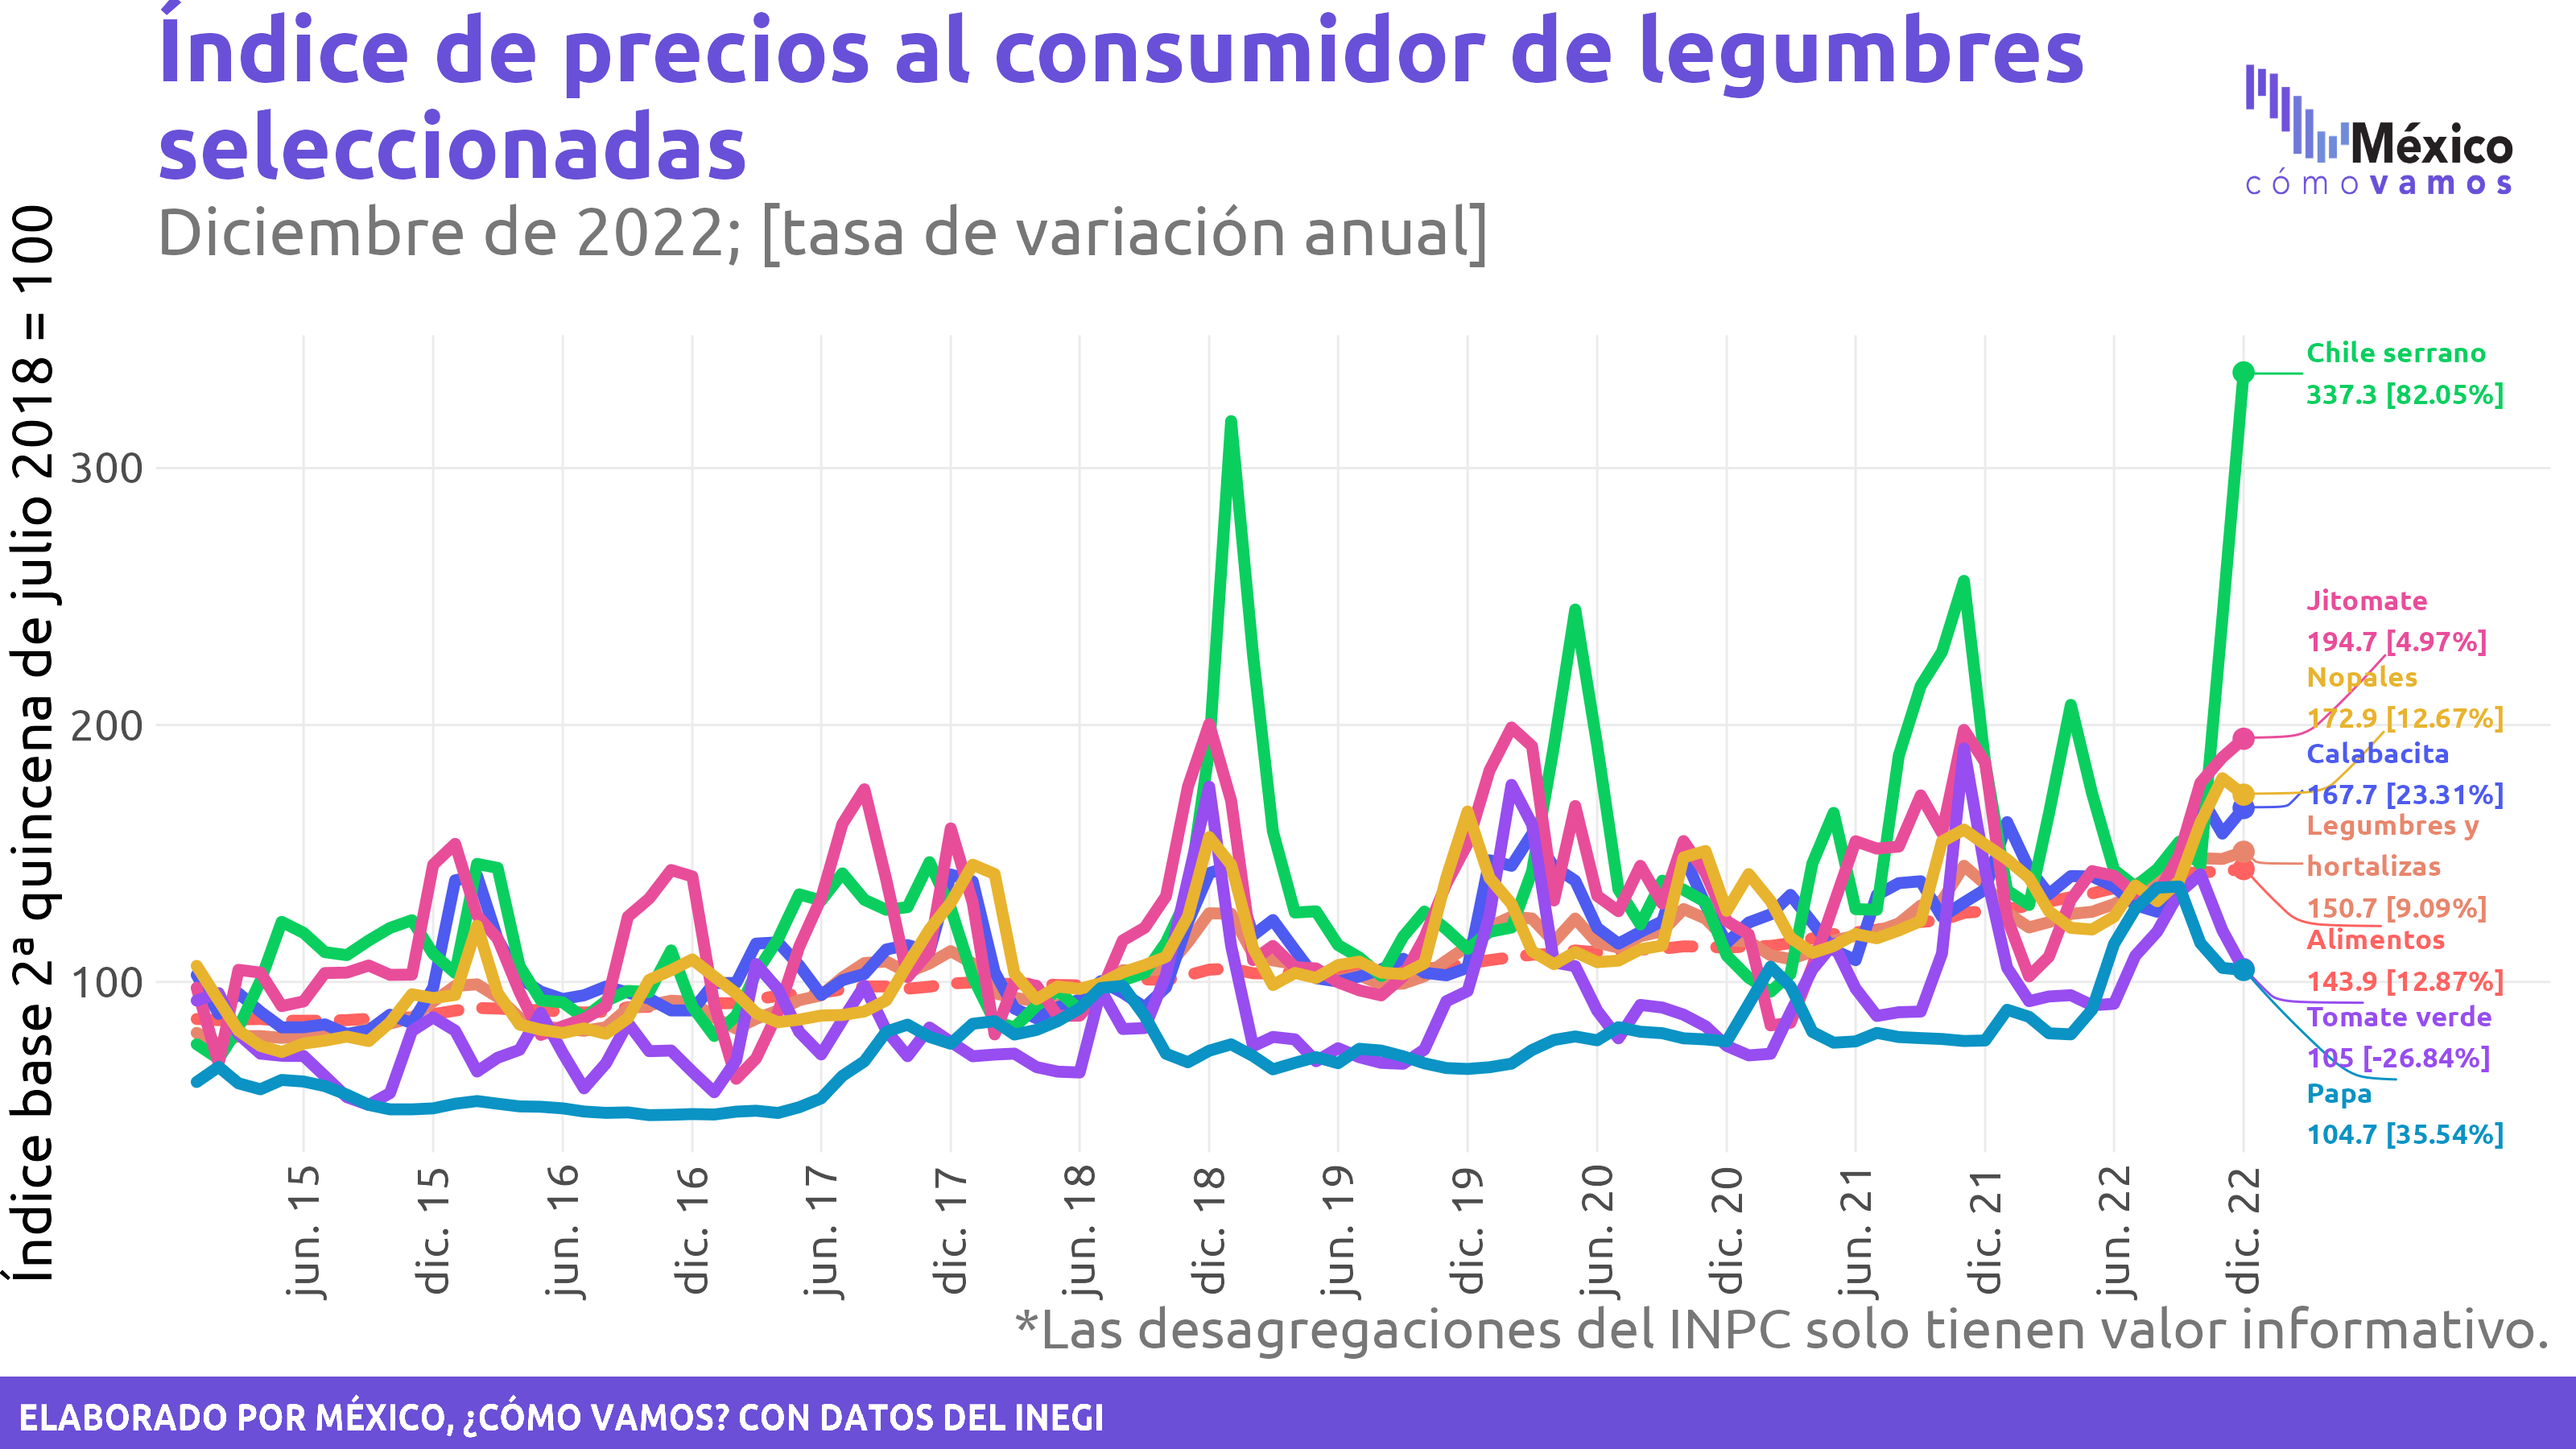 Índice de precios al consumidor de legumbres
seleccionadas
Diciembre de 2022; [tasa de variación anual]
México
cómo vamos
Índice base 2ª quincena de julio 2018 = 100
300
200
100
Chile serrano
337.3 [82.05%]
Jitomate
194.7 [4.97%]
Nopales
172.9 [12.67%]
Calabacita
167.7 [23.31%]
Legumbres y
hortalizas
150.7 [9.09%]
Alimentos
143.9 [12.87%]
Tomate verde
105 [-26.84%]
Papa
104.7 [35.54%]
jun. 15
dic. 15
jun. 16
dic. 16
jun. 17
dic. 17
jun. 18
dic. 18
jun. 19
dic. 19
jun. 20
dic. 20
jun. 21
dic. 21
jun. 22
dic. 22
*Las desagregaciones del INPC solo tienen valor informativo.
ELABORADO POR MÉXICO, ¿CÓMO VAMOS? CON DATOS DEL INEGI